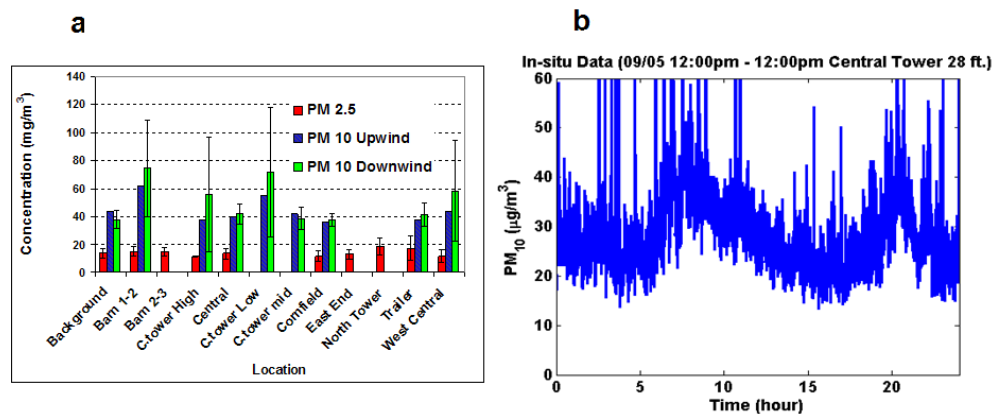 a
b
Concentration (mg/m³)
140
120
100
80
60
40
20
0
PM 2.5
PM 10 Upwind
PM 10 Downwind
Background
Barn 1-2
Barn 2-3
C.tower High
Central
C.tower Low
C.tower mid
Cornfield
East End
North Tower
Trailer
West Central
Location
In-situ Data (09/05 12:00pm - 12:00pm Central Tower 28 ft.)
PM₁₀ (μg/m³)
60
50
40
30
20
10
0
0
5
10
15
20
Time (hour)